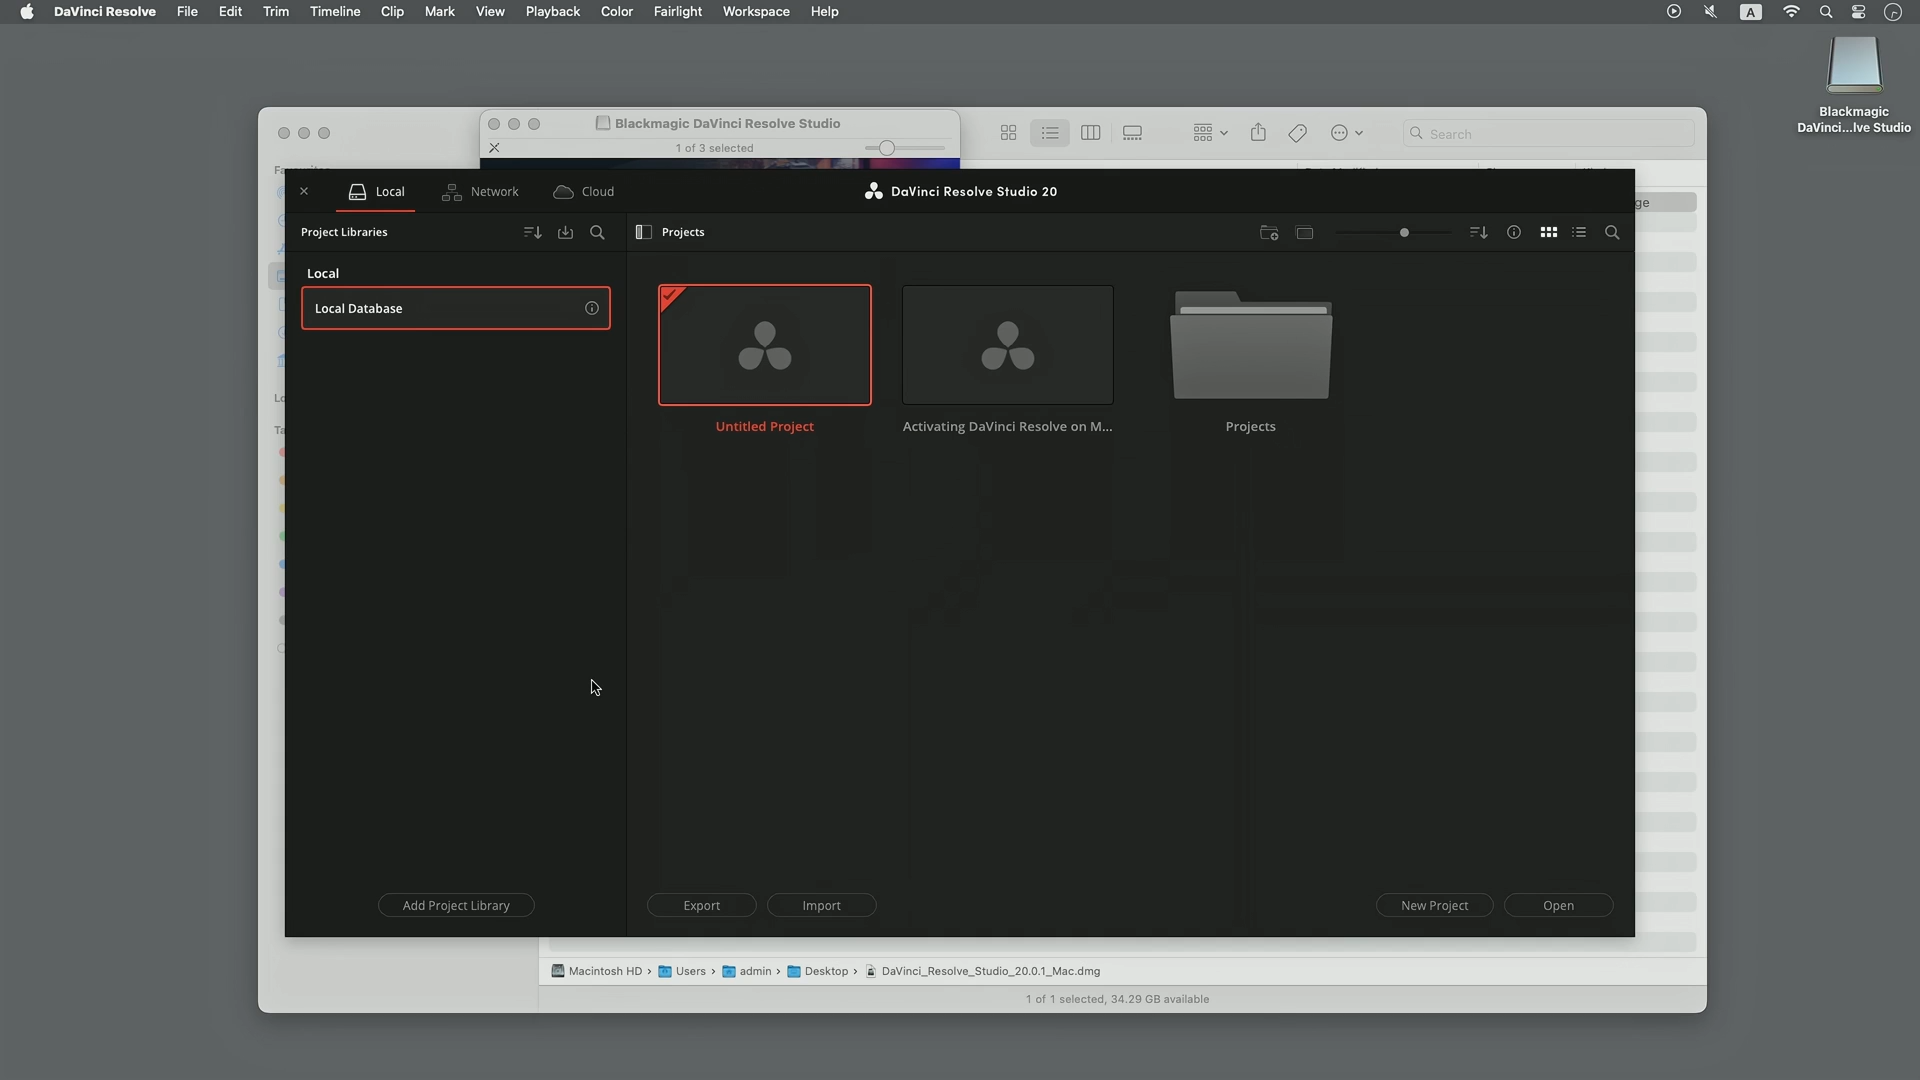 DaVinci Resolve File Edit Trim Timeline Clip Mark View Playback Color Fairlight Workspace Help A
Blackmagic
DaVinci...lve Studio
Blackmagic DaVinci Resolve Studio
1 of 3 selected
Search
Local Network Cloud DaVinci Resolve Studio 20
Project Libraries Projects
Local
Local Database
Untitled Project Activating DaVinci Resolve on M... Projects
Add Project Library Export Import New Project Open
Macintosh HD › Users › admin › Desktop › DaVinci_Resolve_Studio_20.0.1_Mac.dmg
1 of 1 selected, 34.29 GB available